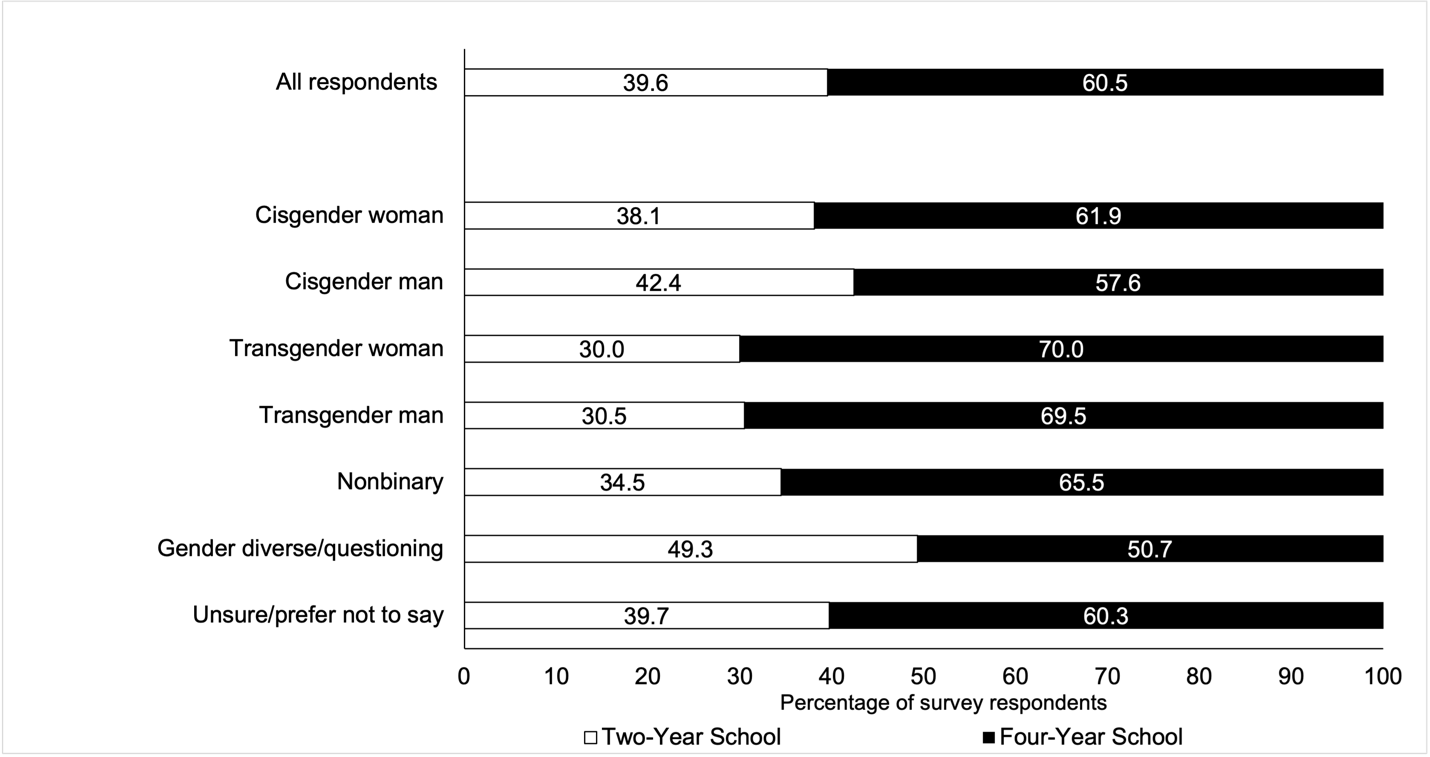 All respondents 39.6 60.5
Cisgender woman 38.1 61.9
Cisgender man 42.4 57.6
Transgender woman 30.0 70.0
Transgender man 30.5 69.5
Nonbinary 34.5 65.5
Gender diverse/questioning 49.3 50.7
Unsure/prefer not to say 39.7 60.3
0 10 20 30 40 50 60 70 80 90 100
Percentage of survey respondents
Two-Year School Four-Year School